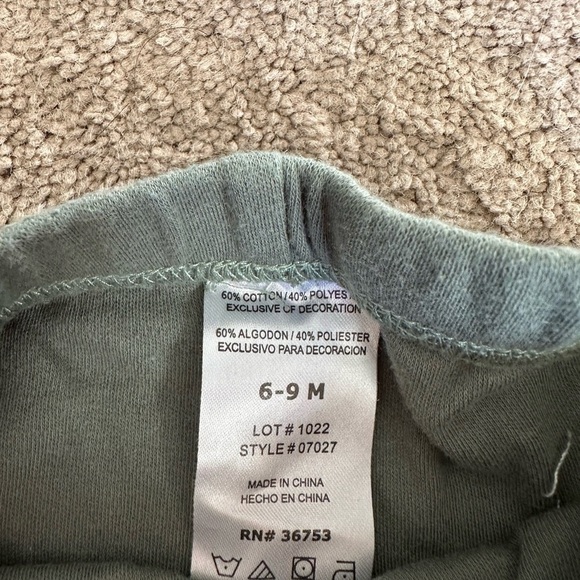 60% COTTON / 40% POLYES
EXCLUSIVE OF DECORATION
60% ALGODON / 40% POLIESTER
EXCLUSIVO PARA DECORACION
6-9 M
LOT # 1022
STYLE # 07027
MADE IN CHINA
HECHO EN CHINA
RN# 36753